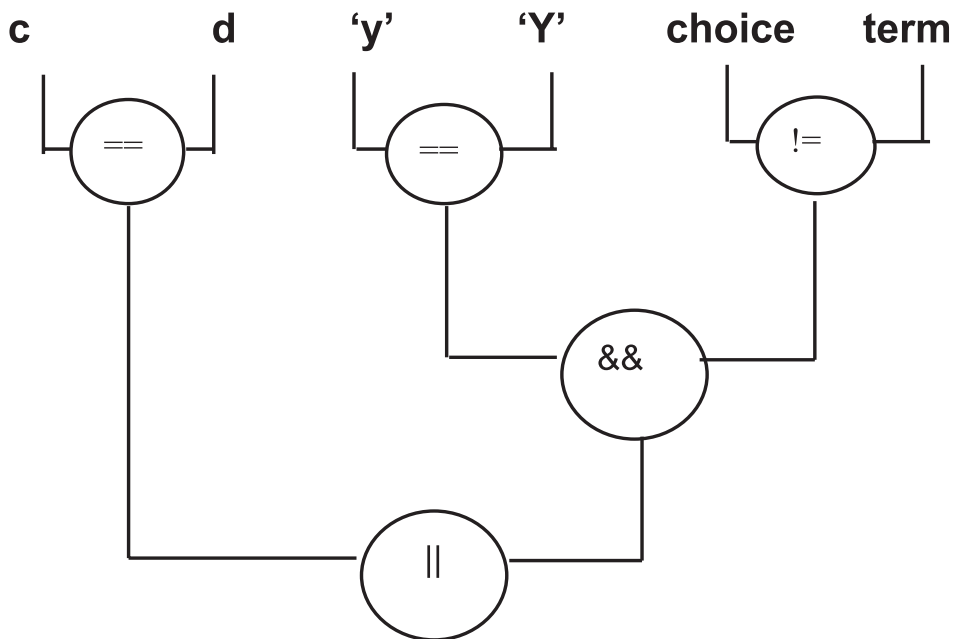 c d ‘y’ ‘Y’ choice term
== == !=
&&
||